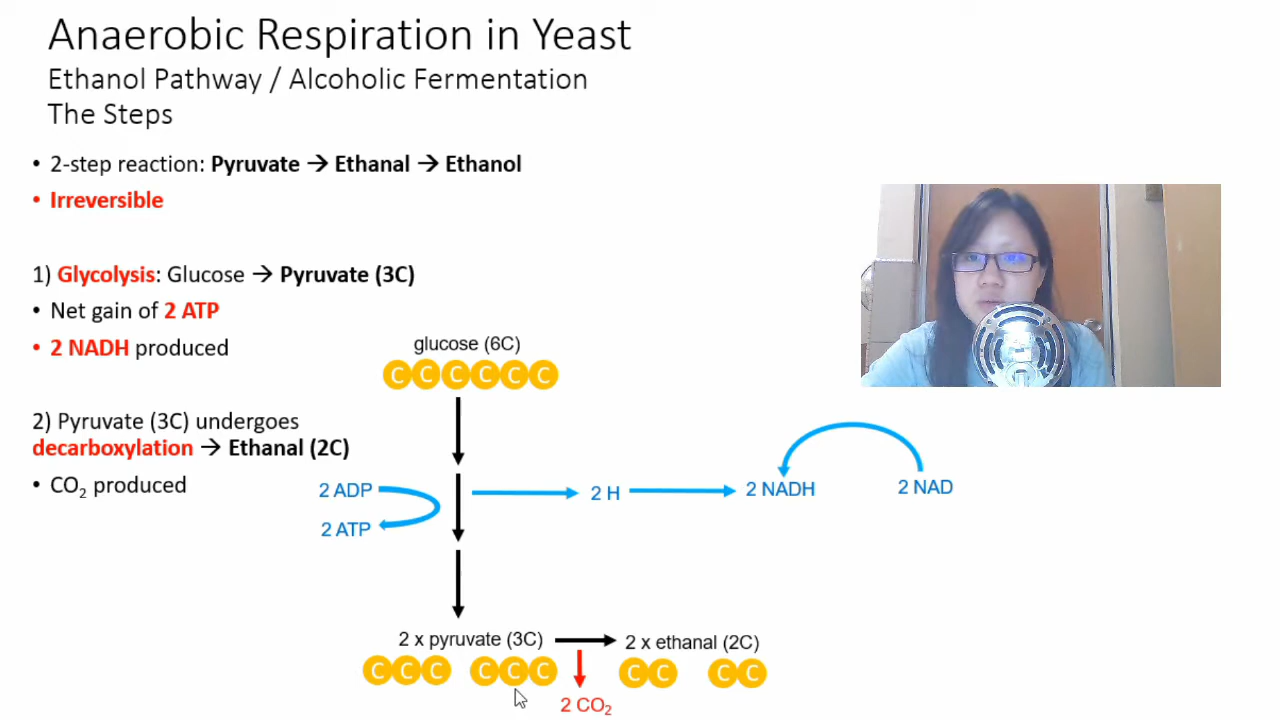 Anaerobic Respiration in Yeast
Ethanol Pathway / Alcoholic Fermentation
The Steps
• 2-step reaction: Pyruvate → Ethanal → Ethanol
• Irreversible
1) Glycolysis: Glucose → Pyruvate (3C)
• Net gain of 2 ATP
• 2 NADH produced
2) Pyruvate (3C) undergoes
decarboxylation → Ethanal (2C)
• CO₂ produced
glucose (6C)
C C C C C C
2 ADP
2 ATP
2 H
2 NADH
2 NAD
2 x pyruvate (3C)
2 x ethanal (2C)
C C C C C C
C C C C
2 CO₂